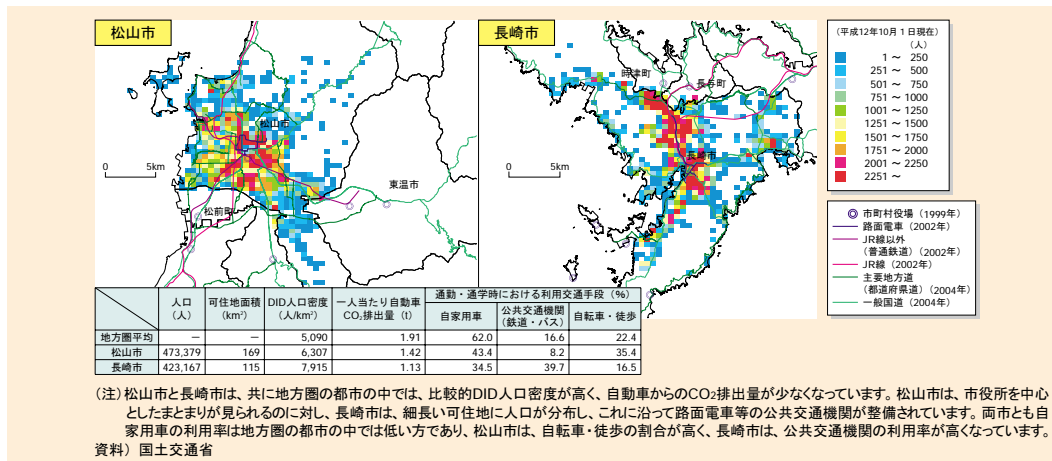 松山市
長崎市
松山市
東温市
松前町
0 5km
時津町
長与町
長崎市
0 5km
（平成12年10月1日現在）
（人）
1～ 250
251～ 500
501～ 750
751～1000
1001～1250
1251～1500
1501～1750
1751～2000
2001～2250
2251～
市町村役場（1999年）
路面電車（2002年）
JR線以外
（普通鉄道）（2002年）
JR線（2002年）
主要地方道
（都道府県道）（2004年）
一般国道（2004年）
人口（人） 可住地面積（km²） DID人口密度（人/km²） 一人当たり自動車CO₂排出量（t） 通勤・通学時における利用交通手段（%）
自家用車 公共交通機関（鉄道・バス） 自転車・徒歩
地方圏平均 － － 5,090 1.91 62.0 16.6 22.4
松山市 473,379 169 6,307 1.42 43.4 8.2 35.4
長崎市 423,167 115 7,915 1.13 34.5 39.7 16.5
（注）松山市と長崎市は、共に地方圏の都市の中では、比較的DID人口密度が高く、自動車からのCO₂排出量が少なくなっています。松山市は、市役所を中心
としたまとまりが見られるのに対し、長崎市は、細長い可住地に人口が分布し、これに沿って路面電車等の公共交通機関が整備されています。両市とも自
家用車の利用率は地方圏の都市の中では低い方であり、松山市は、自転車・徒歩の割合が高く、長崎市は、公共交通機関の利用率が高くなっています。
資料）国土交通省